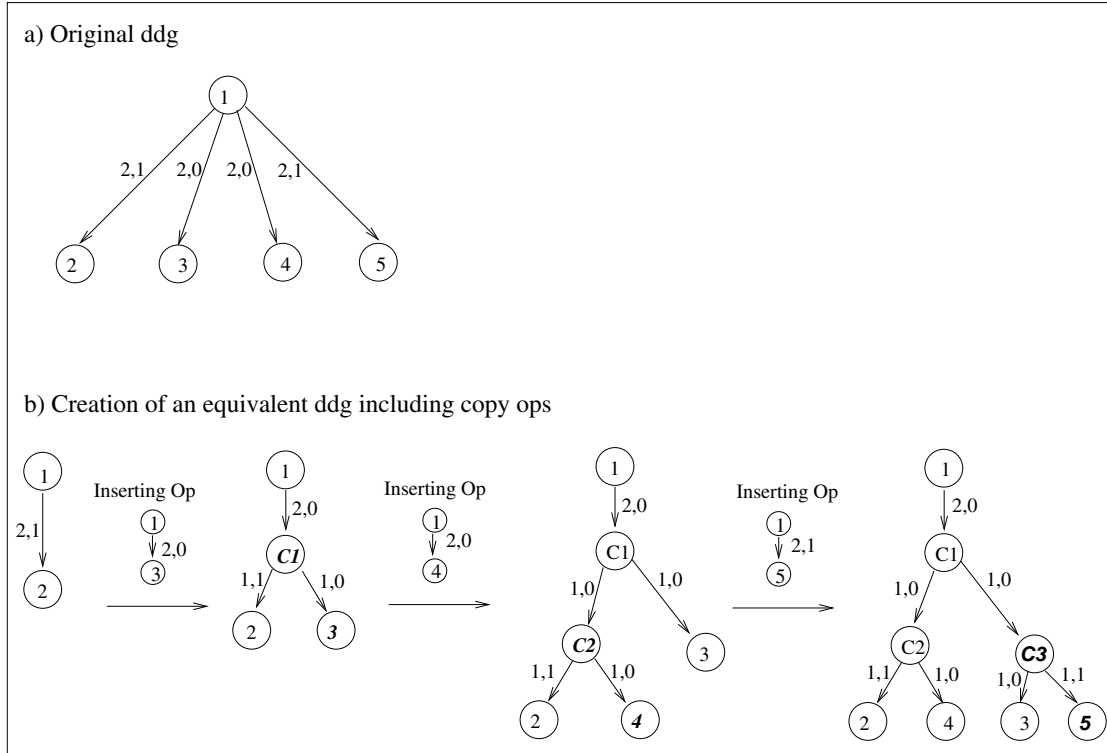 a) Original ddg
1
2,1 2,0 2,0 2,1
2 3 4 5
b) Creation of an equivalent ddg including copy ops
1
2,1
2
Inserting Op
1
2,0
3
1
2,0
C1
1,1 1,0
2 3
Inserting Op
1
2,0
4
1
2,0
C1
1,0 1,0
C2 3
1,1 1,0
2 4
Inserting Op
1
2,1
5
1
2,0
C1
1,0 1,0
C2 C3
1,1 1,0 1,0 1,1
2 4 3 5